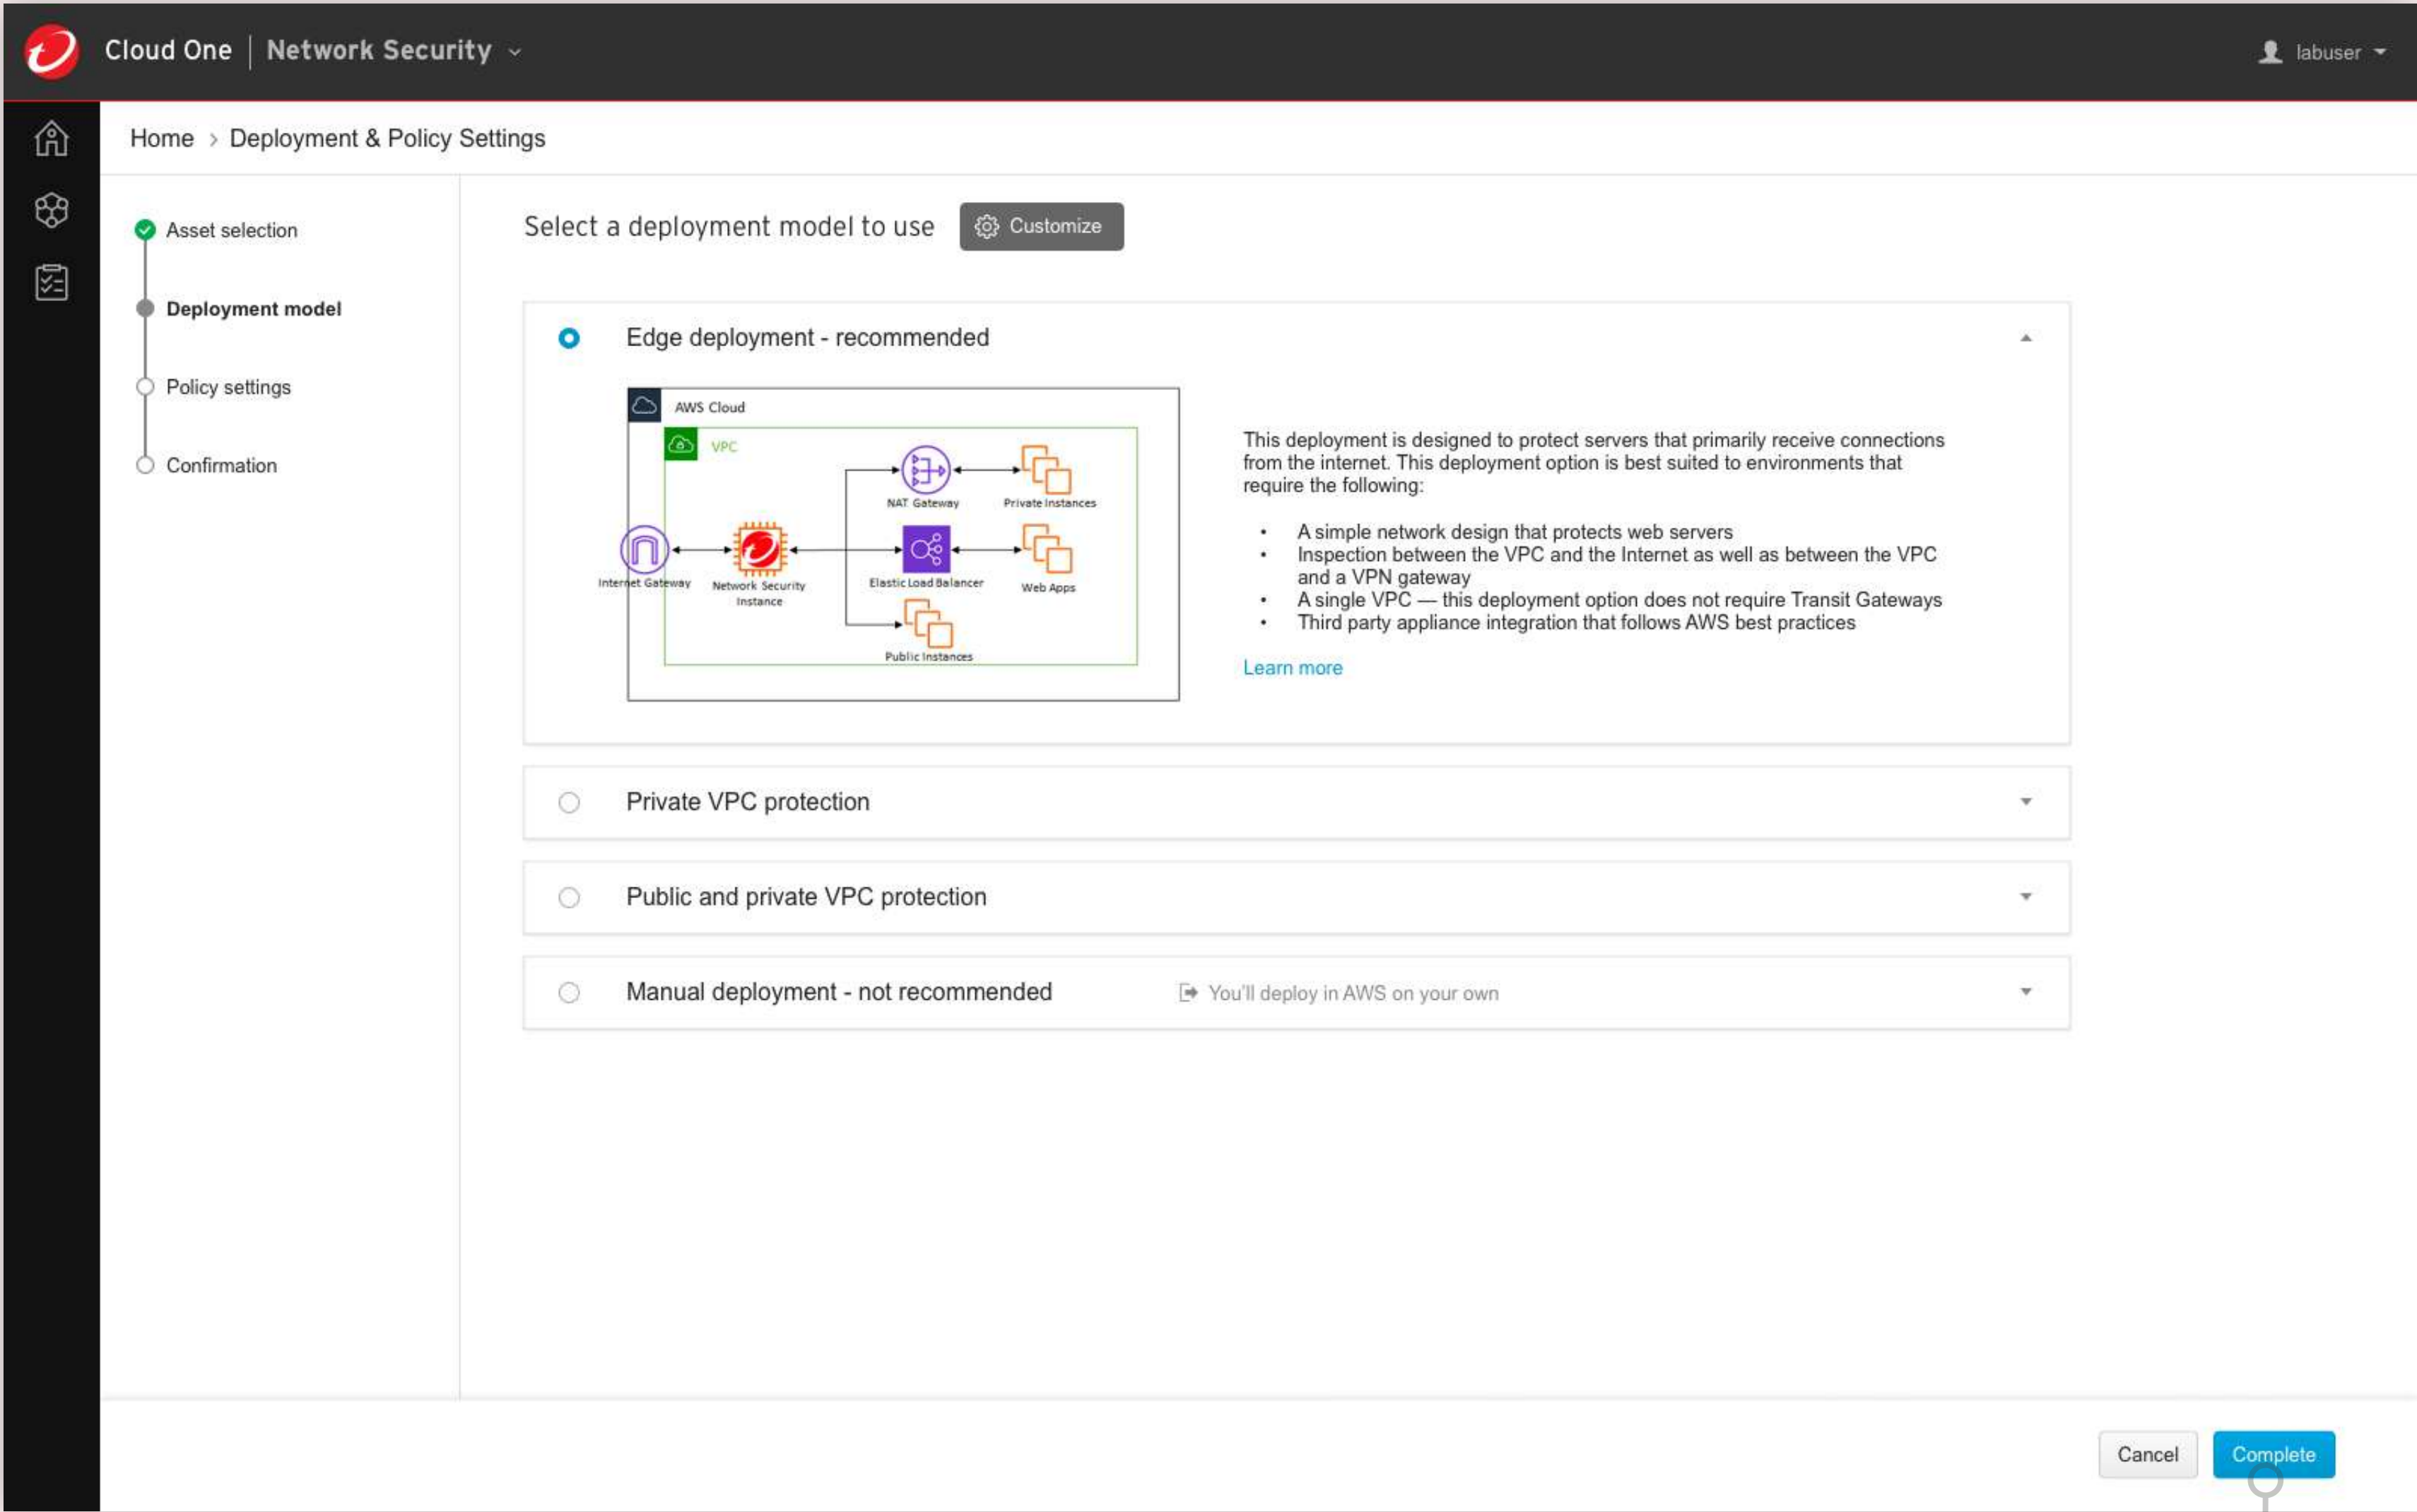 Cloud One | Network Security
labuser
Home > Deployment & Policy Settings
Asset selection
Deployment model
Policy settings
Confirmation
Select a deployment model to use
Customize
Edge deployment - recommended
AWS Cloud
VPC
NAT Gateway
Private Instances
Internet Gateway
Network Security
Instance
Elastic Load Balancer
Web Apps
Public Instances
This deployment is designed to protect servers that primarily receive connections
from the internet. This deployment option is best suited to environments that
require the following:
• A simple network design that protects web servers
• Inspection between the VPC and the Internet as well as between the VPC
and a VPN gateway
• A single VPC — this deployment option does not require Transit Gateways
• Third party appliance integration that follows AWS best practices
Learn more
Private VPC protection
Public and private VPC protection
Manual deployment - not recommended
You'll deploy in AWS on your own
Cancel
Complete